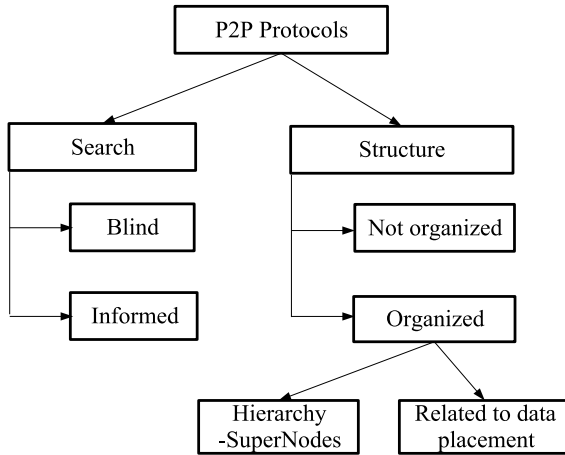 P2P Protocols
Search
Structure
Blind
Not organized
Informed
Organized
Hierarchy
-SuperNodes
Related to data
placement